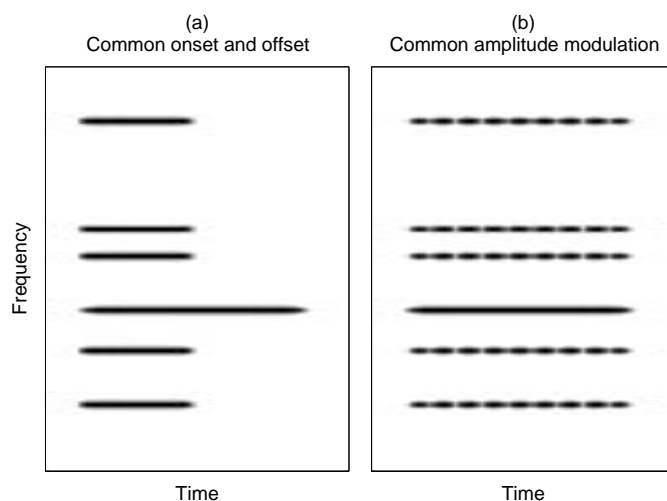 (a)
Common onset and offset
(b)
Common amplitude modulation
Frequency
Time
Time